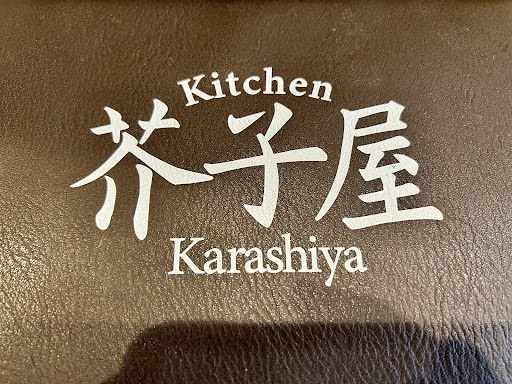 Kitchen
芥子屋
Karashiya